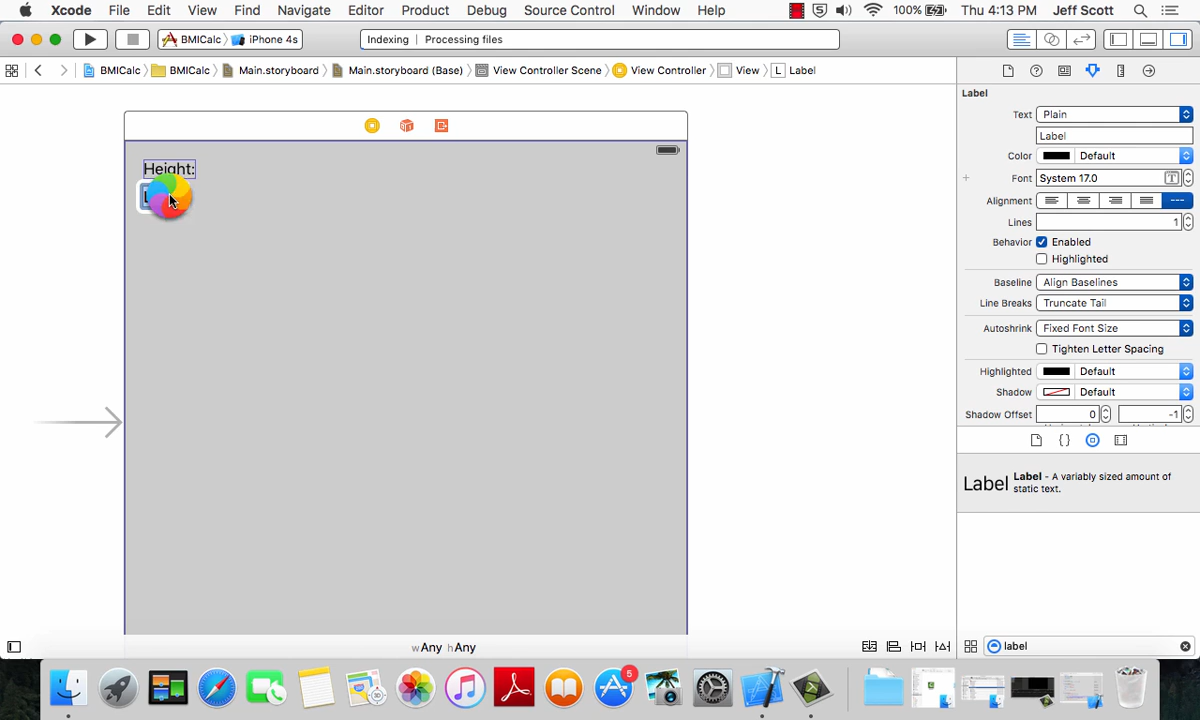 Xcode File Edit View Find Navigate Editor Product Debug Source Control Window Help 100% Thu 4:13 PM Jeff Scott
BMICalc iPhone 4s Indexing Processing files
BMICalc BMICalc Main.storyboard Main.storyboard (Base) View Controller Scene View Controller View L Label
Label
Text Plain
Label
Color Default
Font System 17.0 T
Alignment
Lines 1
Behavior Enabled
Highlighted
Baseline Align Baselines
Line Breaks Truncate Tail
Autoshrink Fixed Font Size
Tighten Letter Spacing
Highlighted Default
Shadow Default
Shadow Offset 0 -1
Height:
Label Label - A variably sized amount of
static text.
wAny hAny
label
5